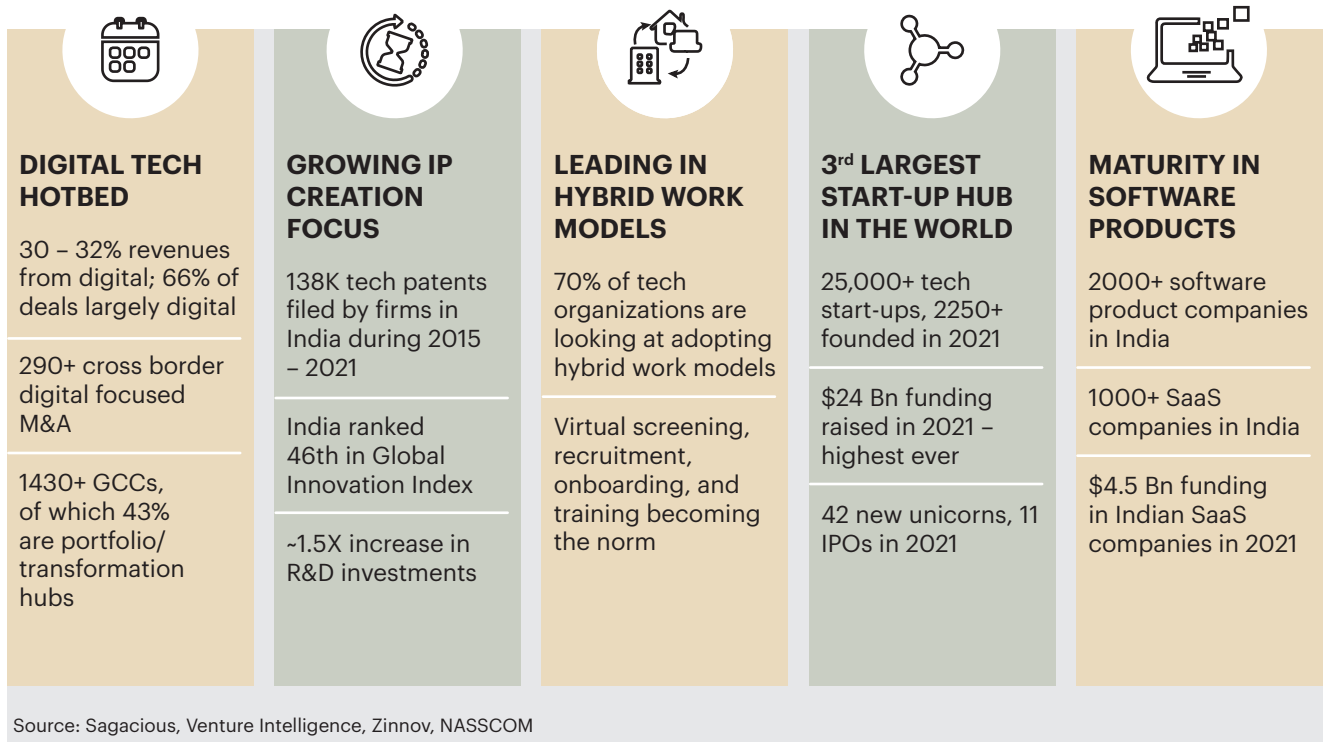 DIGITAL TECH
HOTBED
30 – 32% revenues
from digital; 66% of
deals largely digital
290+ cross border
digital focused
M&A
1430+ GCCs,
of which 43%
are portfolio/
transformation
hubs
GROWING IP
CREATION
FOCUS
138K tech patents
filed by firms in
India during 2015
– 2021
India ranked
46th in Global
Innovation Index
~1.5X increase in
R&D investments
LEADING IN
HYBRID WORK
MODELS
70% of tech
organizations are
looking at adopting
hybrid work models
Virtual screening,
recruitment,
onboarding, and
training becoming
the norm
3rd LARGEST
START-UP HUB
IN THE WORLD
25,000+ tech
start-ups, 2250+
founded in 2021
$24 Bn funding
raised in 2021 –
highest ever
42 new unicorns, 11
IPOs in 2021
MATURITY IN
SOFTWARE
PRODUCTS
2000+ software
product companies
in India
1000+ SaaS
companies in India
$4.5 Bn funding
in Indian SaaS
companies in 2021
Source: Sagacious, Venture Intelligence, Zinnov, NASSCOM